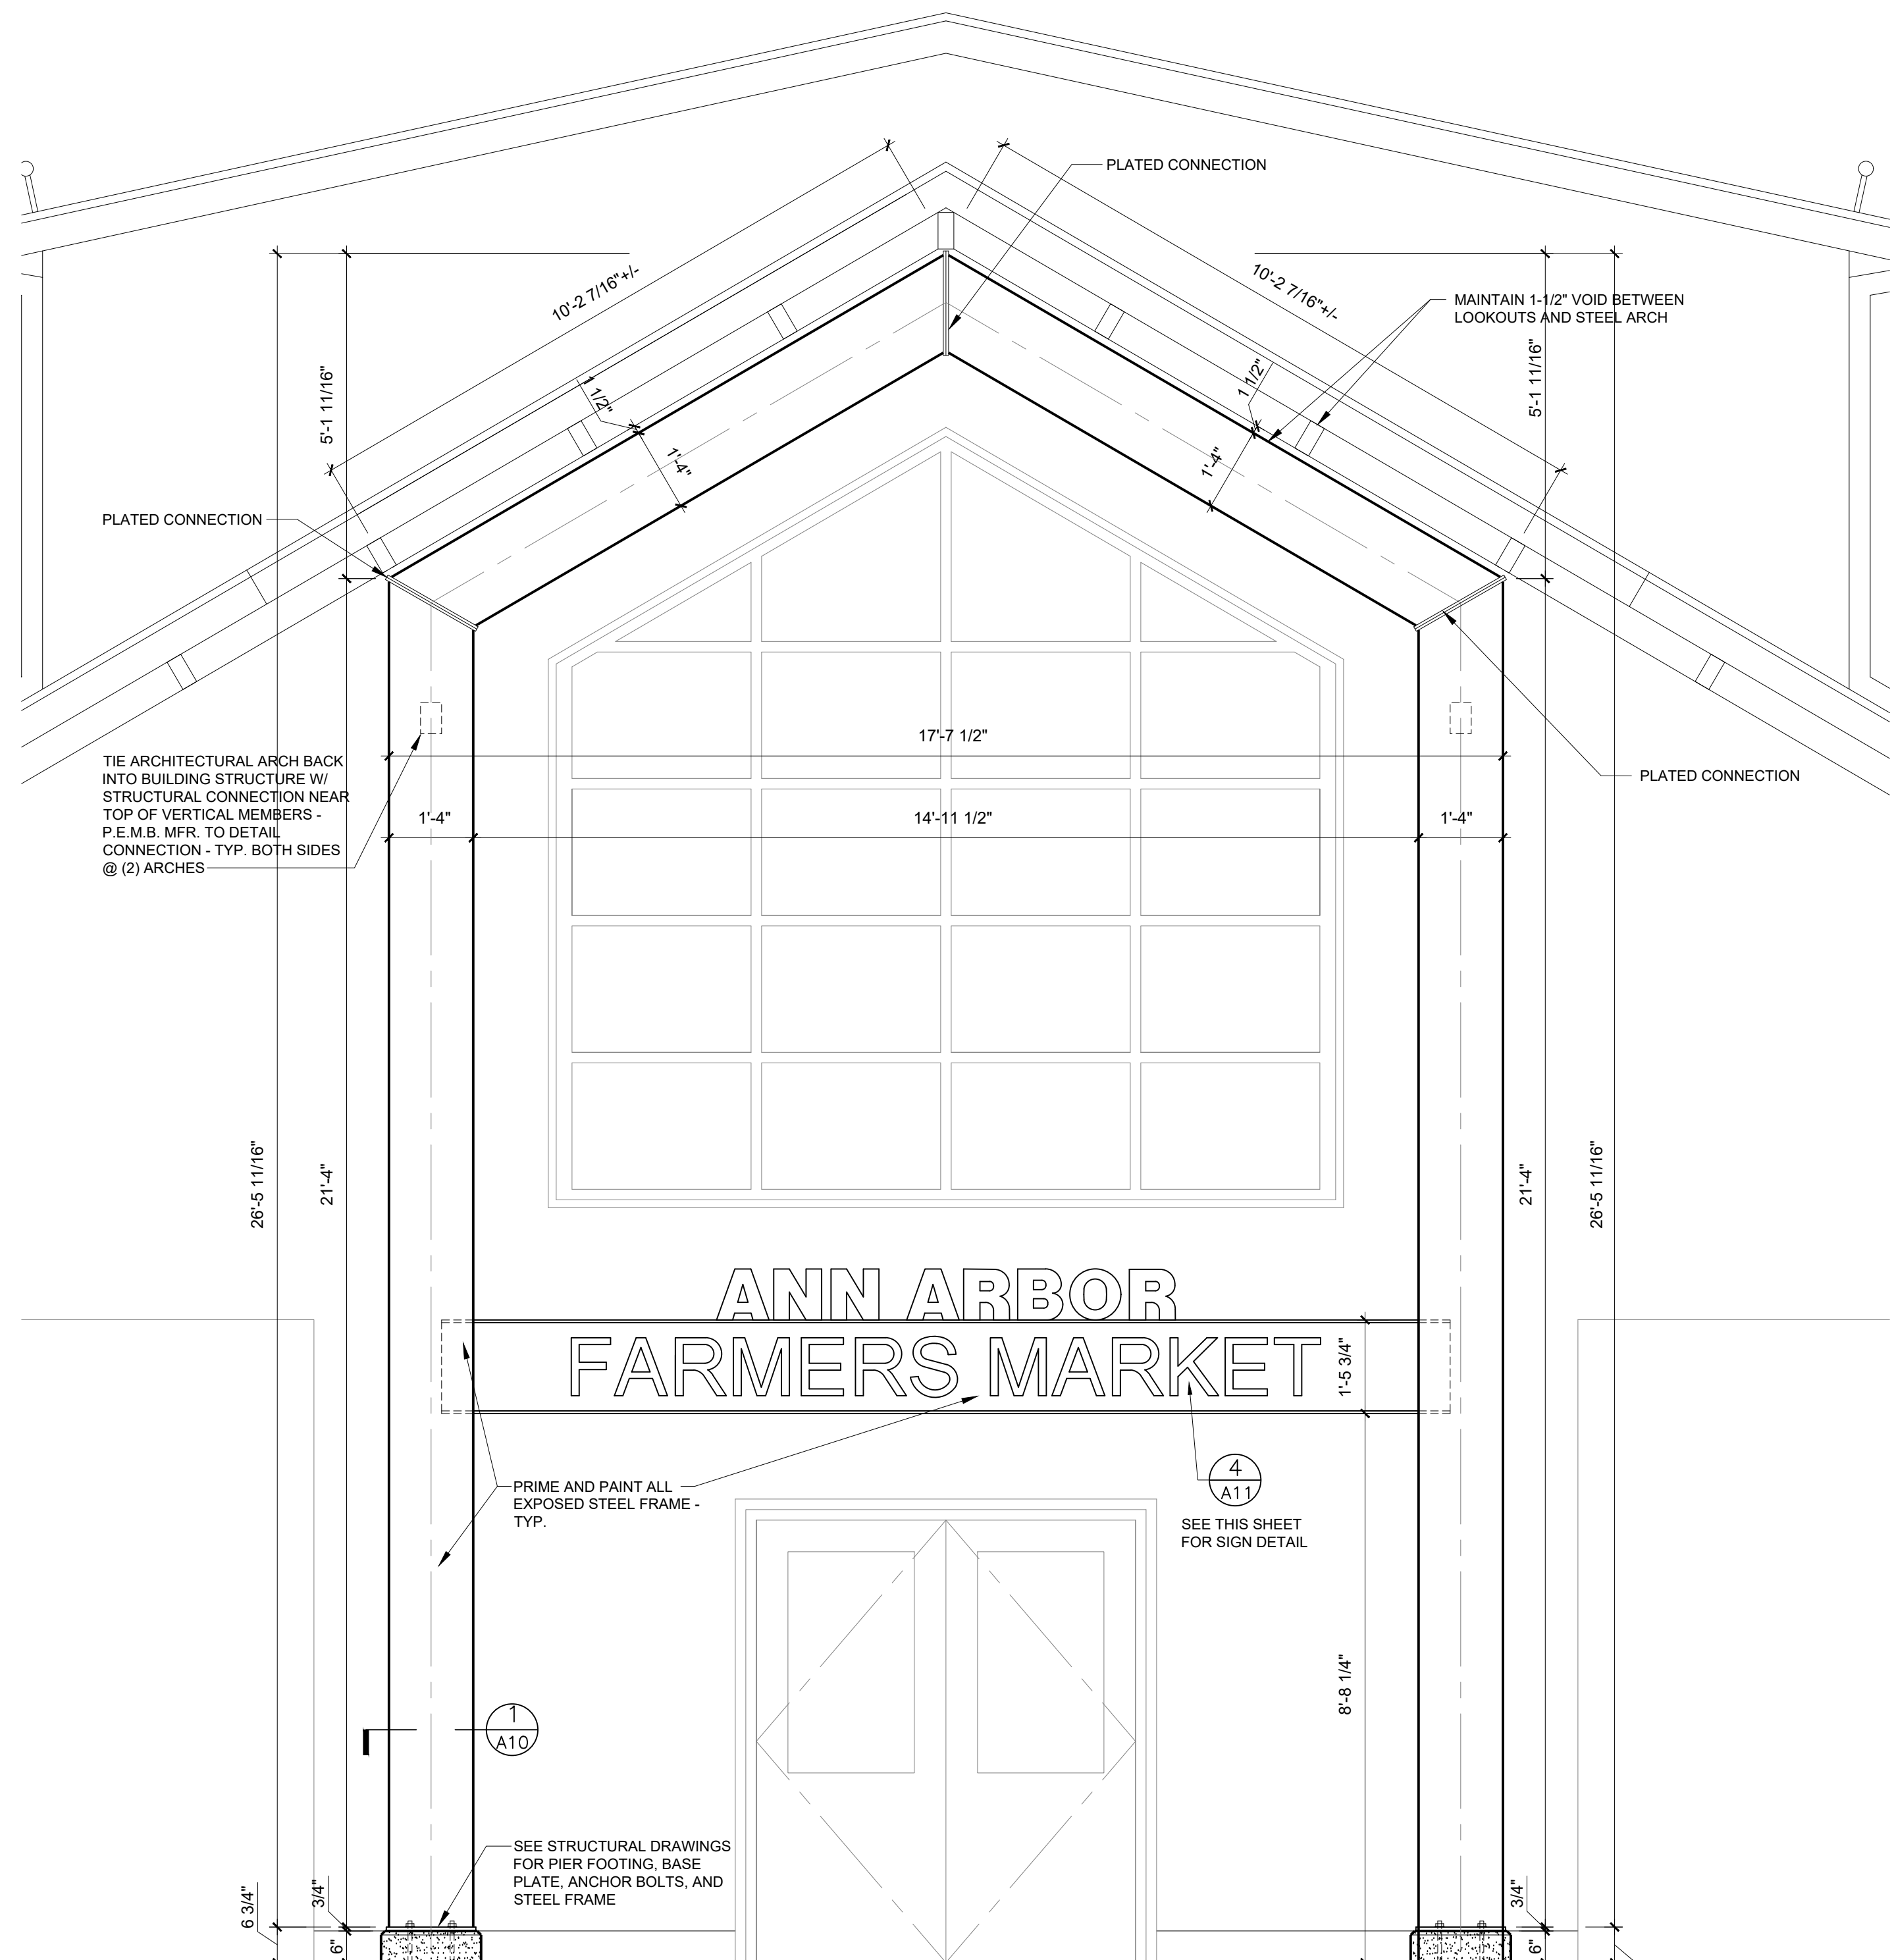 PLATED CONNECTION
10'-2 7/16"+/-
10'-2 7/16"+/-
MAINTAIN 1-1/2" VOID BETWEEN
LOOKOUTS AND STEEL ARCH
5'-1 11/16"
1 1/2"
1'-4"
1 1/2"
1'-4"
5'-1 11/16"
PLATED CONNECTION
17'-7 1/2"
TIE ARCHITECTURAL ARCH BACK
INTO BUILDING STRUCTURE W/
STRUCTURAL CONNECTION NEAR
TOP OF VERTICAL MEMBERS -
P.E.M.B. MFR. TO DETAIL
CONNECTION - TYP. BOTH SIDES
@ (2) ARCHES
PLATED CONNECTION
1'-4"
14'-11 1/2"
1'-4"
26'-5 11/16"
21'-4"
21'-4"
26'-5 11/16"
ANN ARBOR
FARMERS MARKET
1'-5 3/4"
PRIME AND PAINT ALL
EXPOSED STEEL FRAME -
TYP.
4
A11
SEE THIS SHEET
FOR SIGN DETAIL
8'-8 1/4"
1
A10
SEE STRUCTURAL DRAWINGS
FOR PIER FOOTING, BASE
PLATE, ANCHOR BOLTS, AND
STEEL FRAME
6 3/4"
3/4"
3/4"
6"
6"